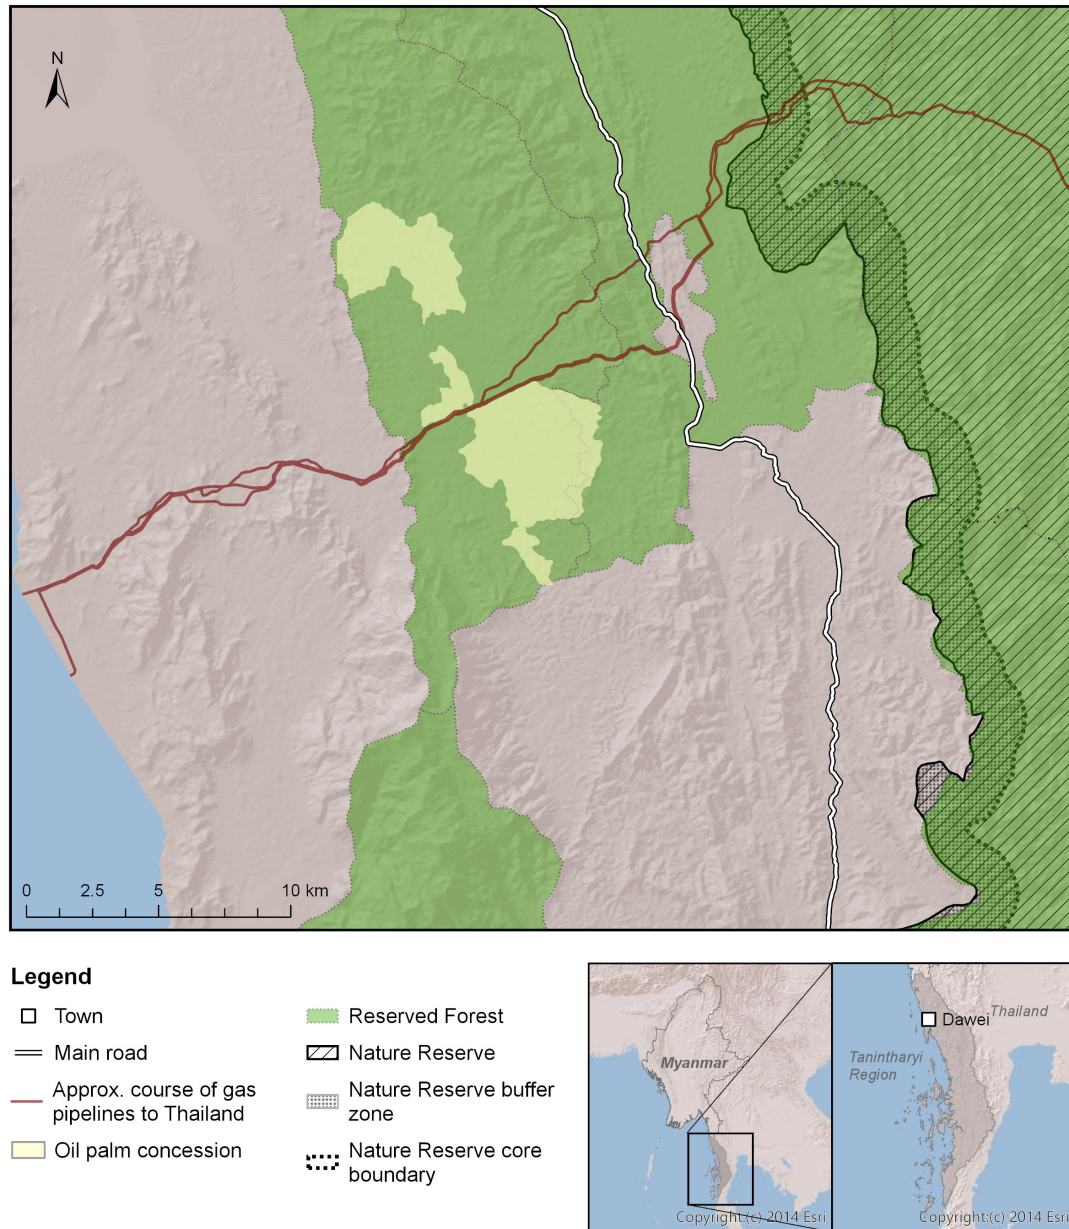 N
0 2.5 5 10 km
Legend
Town
Main road
Approx. course of gas
pipelines to Thailand
Oil palm concession
Reserved Forest
Nature Reserve
Nature Reserve buffer
zone
Nature Reserve core
boundary
Myanmar
Copyright:(c) 2014 Esri
Thailand
Dawei
Tanintharyi
Region
Copyright:(c) 2014 Esri